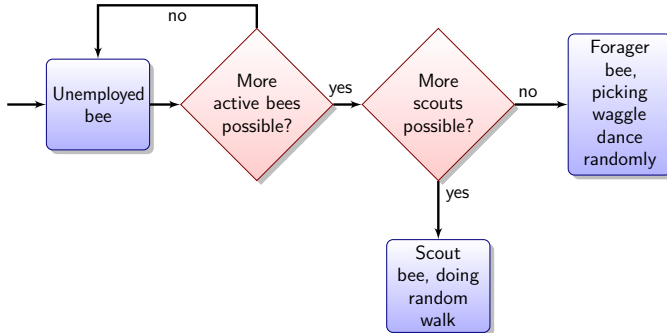 no
Unemployed
bee
More
active bees
possible?
yes
More
scouts
possible?
no
Forager
bee,
picking
waggle
dance
randomly
yes
Scout
bee, doing
random
walk